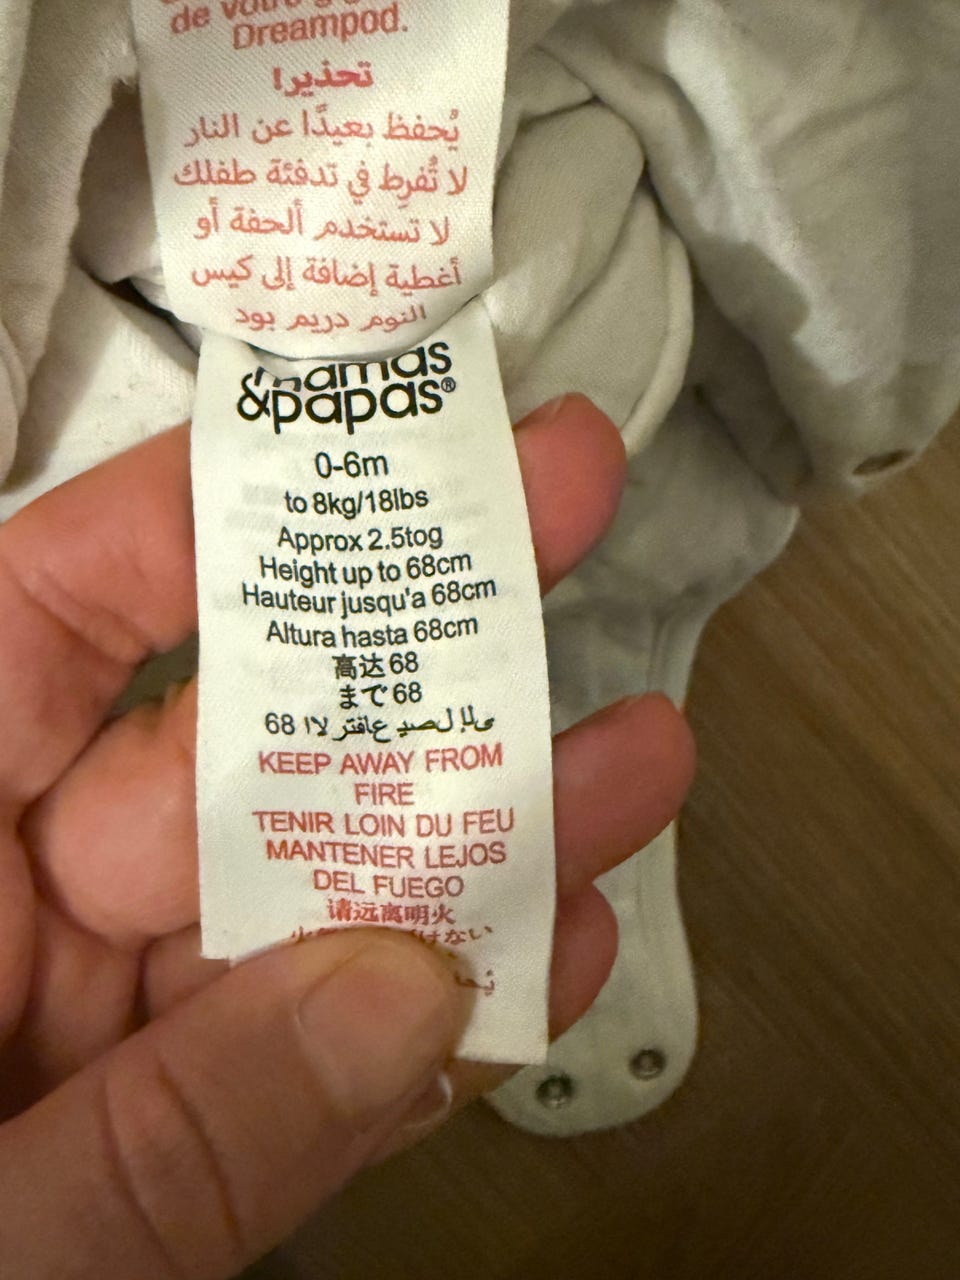 de
Dreampod.
تحذير!
يُحفظ بعيدًا عن النار
لا تُفرِط في تدفئة طفلك
لا تستخدم ألحفة أو
أغطية إضافة إلى كيس
النوم دريم بود
mamas
&papas®
0-6m
to 8kg/18lbs
Approx 2.5tog
Height up to 68cm
Hauteur jusqu'a 68cm
Altura hasta 68cm
高达 68
まで 68
68
KEEP AWAY FROM
FIRE
TENIR LOIN DU FEU
MANTENER LEJOS
DEL FUEGO
请远离明火